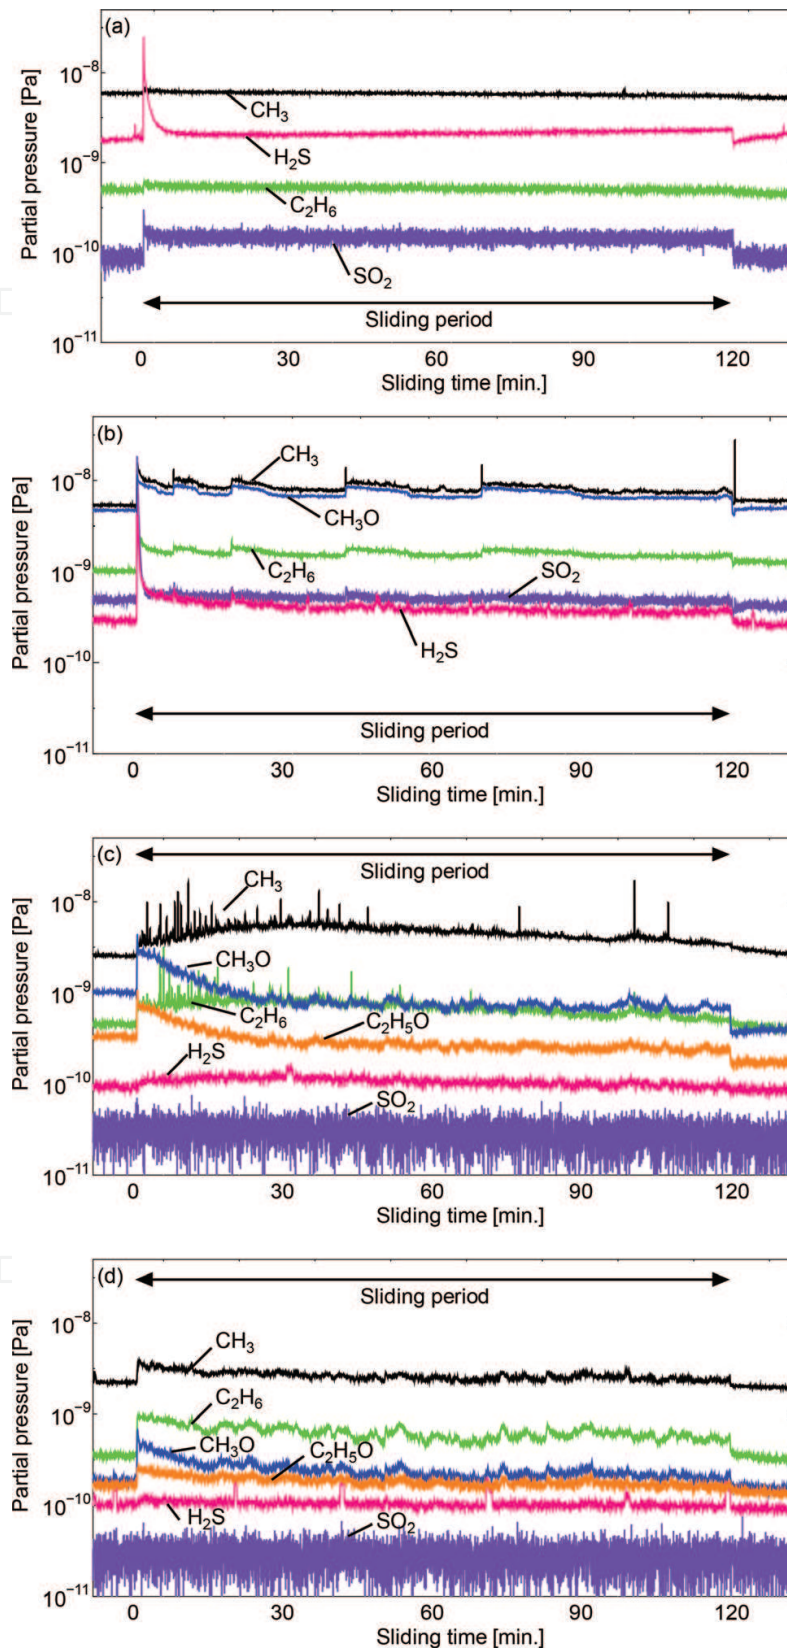 (a)
Partial pressure [Pa]
10⁻⁸
10⁻⁹
10⁻¹⁰
10⁻¹¹
CH₃
H₂S
C₂H₆
SO₂
Sliding period
0 30 60 90 120
Sliding time [min.]
(b)
Partial pressure [Pa]
10⁻⁸
10⁻⁹
10⁻¹⁰
10⁻¹¹
CH₃
CH₃O
C₂H₆
SO₂
H₂S
Sliding period
0 30 60 90 120
Sliding time [min.]
(c)
Sliding period
Partial pressure [Pa]
10⁻⁸
10⁻⁹
10⁻¹⁰
10⁻¹¹
CH₃
CH₃O
C₂H₆
C₂H₅O
H₂S
SO₂
0 30 60 90 120
Sliding time [min.]
(d)
Sliding period
Partial pressure [Pa]
10⁻⁸
10⁻⁹
10⁻¹⁰
10⁻¹¹
CH₃
C₂H₆
CH₃O
C₂H₅O
H₂S
SO₂
0 30 60 90 120
Sliding time [min.]